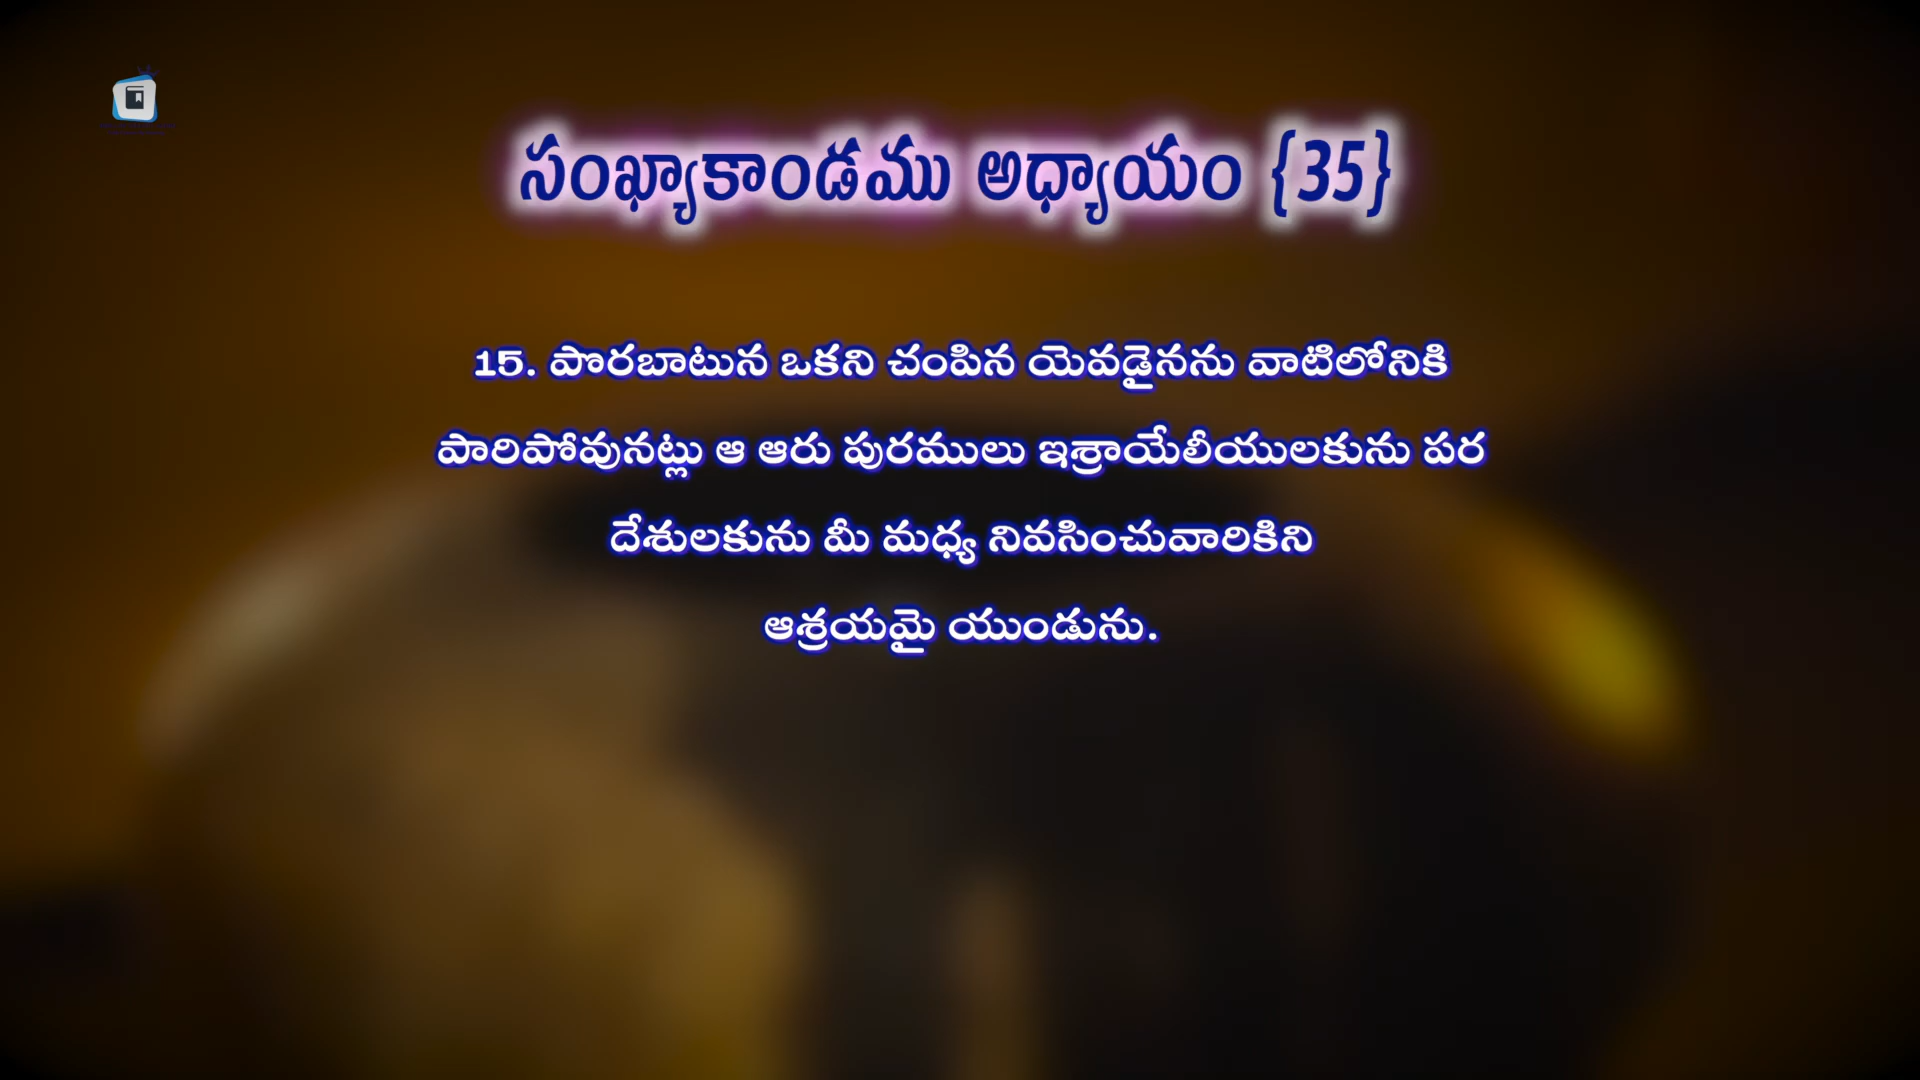 సంఖ్యాకాండము అధ్యాయం {35}
15. పొరబాటున ఒకని చంపిన యెవడైనను వాటిలోనికి
పారిపోవునట్లు ఆ ఆరు పురములు ఇశ్రాయేలీయులకును పర
దేశులకును మీ మధ్య నివసించువారికిని
ఆశ్రయమై యుండును.